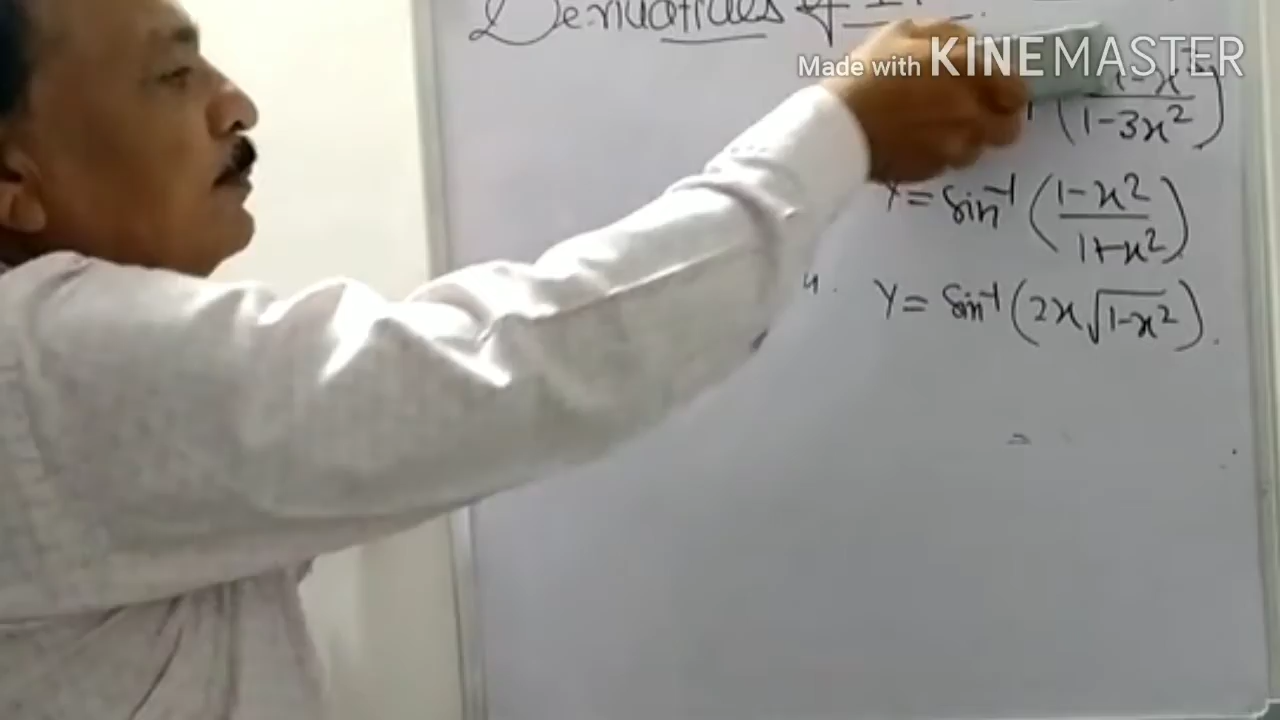 Derivatives of
Made with KINEMASTER
(x-x³ / 1-3x²)
Y = Sin⁻¹ (1-x² / 1+x²)
4. Y = Sin⁻¹ (2x√1-x²).